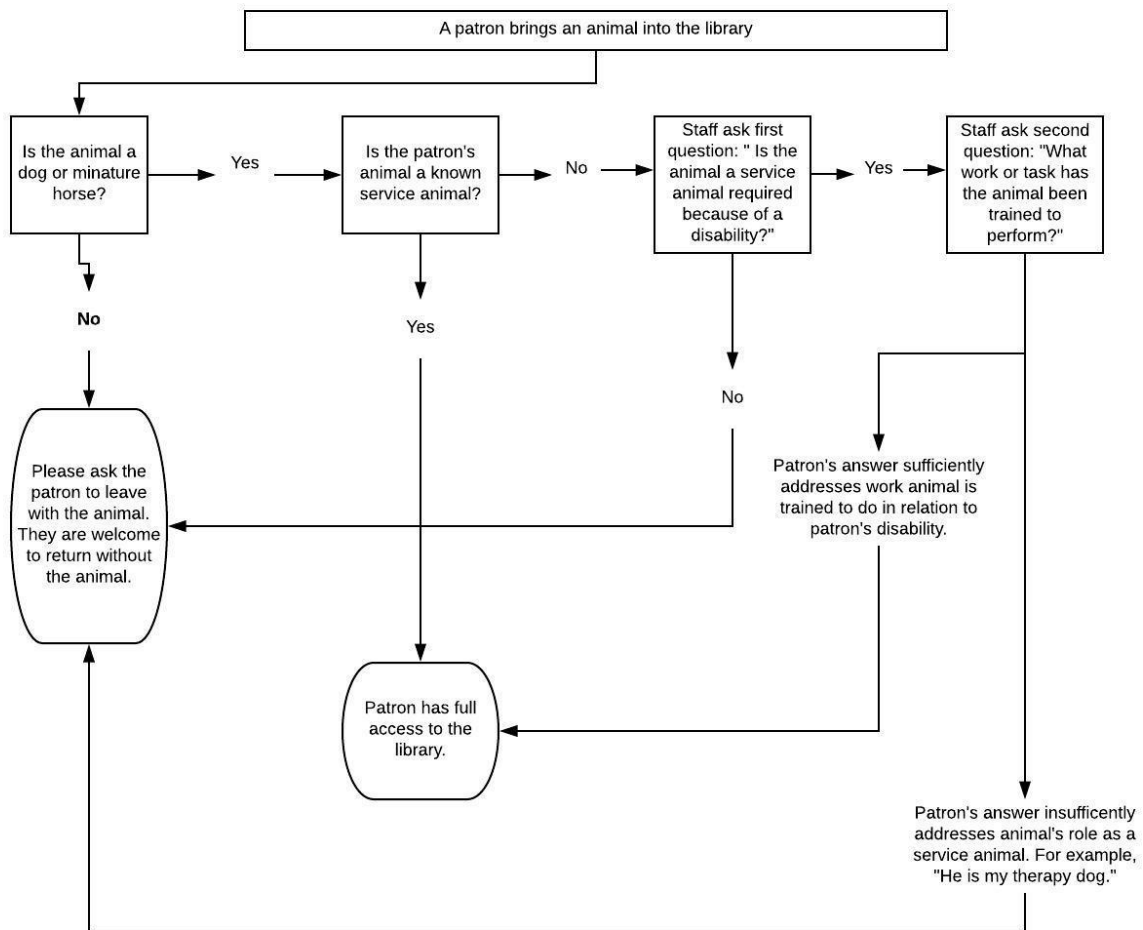 A patron brings an animal into the library
Is the animal a
dog or minature
horse?
Yes
Is the patron's
animal a known
service animal?
No
Staff ask first
question: " Is the
animal a service
animal required
because of a
disability?"
Yes
Staff ask second
question: "What
work or task has
the animal been
trained to
perform?"
No
Yes
No
Please ask the
patron to leave
with the animal.
They are welcome
to return without
the animal.
Patron's answer sufficiently
addresses work animal is
trained to do in relation to
patron's disability.
Patron has full
access to the
library.
Patron's answer insufficently
addresses animal's role as a
service animal. For example,
"He is my therapy dog."